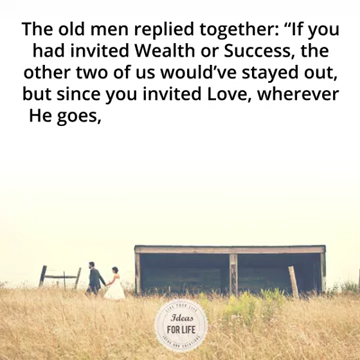 The old men replied together: “If you
had invited Wealth or Success, the
other two of us would’ve stayed out,
but since you invited Love, wherever
He goes,
Ideas
FOR LIFE